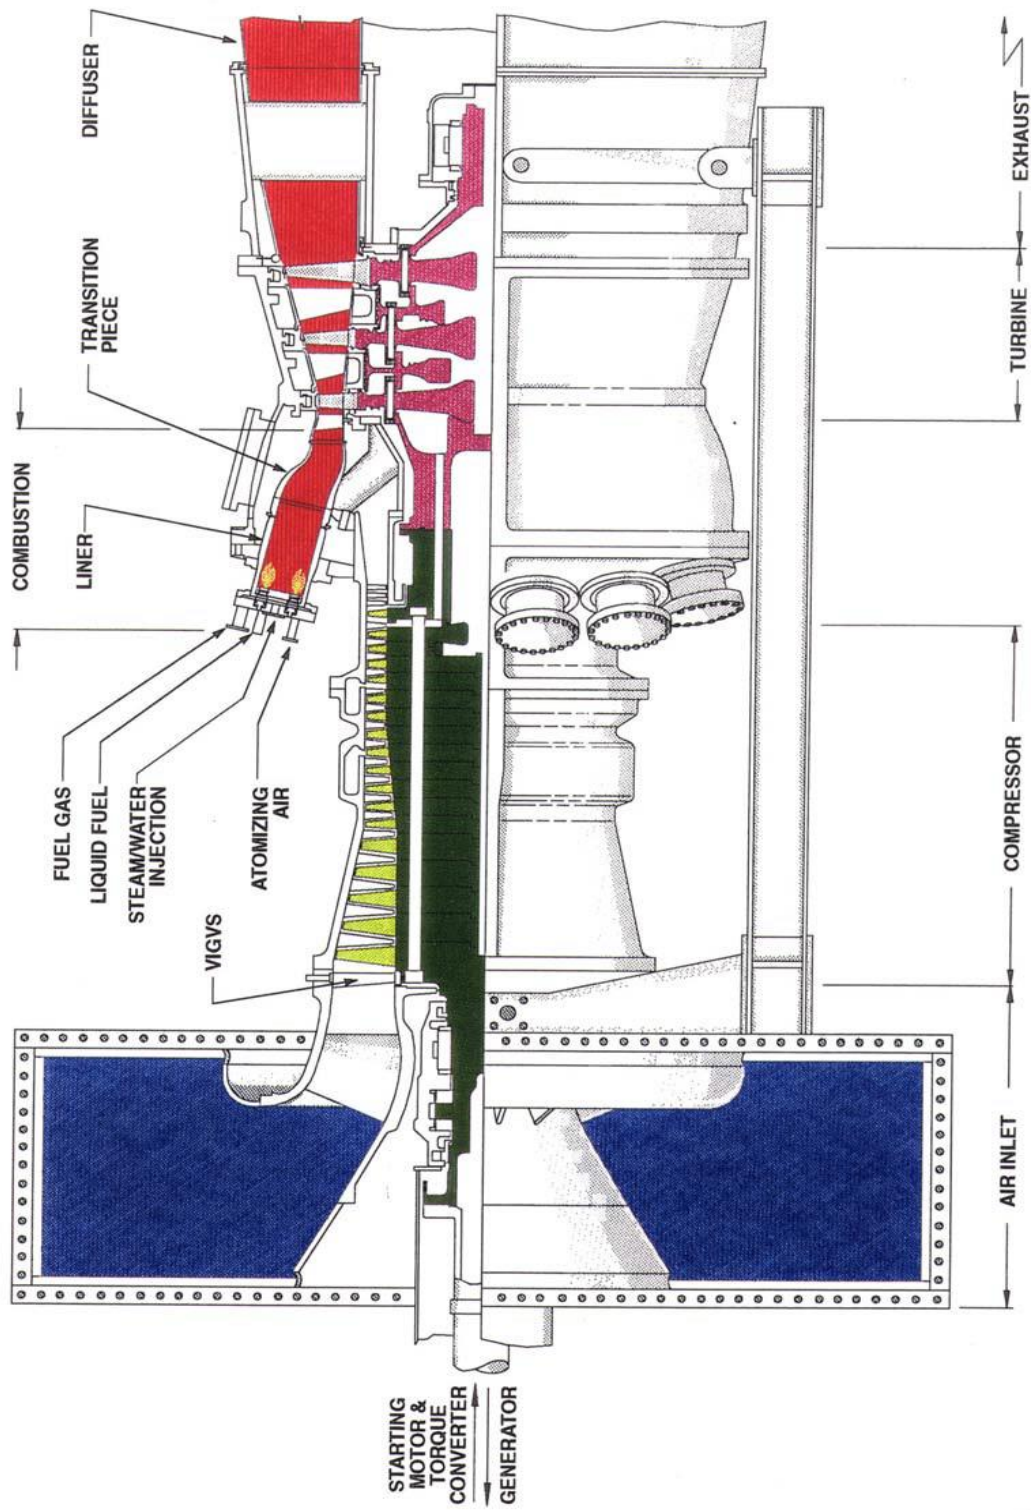 COMBUSTION
TRANSITION
PIECE
DIFFUSER
LINER
FUEL GAS
LIQUID FUEL
STEAM/WATER
INJECTION
ATOMIZING
AIR
VIGVS
STARTING
MOTOR &
TORQUE
CONVERTER
GENERATOR
AIR INLET
COMPRESSOR
TURBINE
EXHAUST